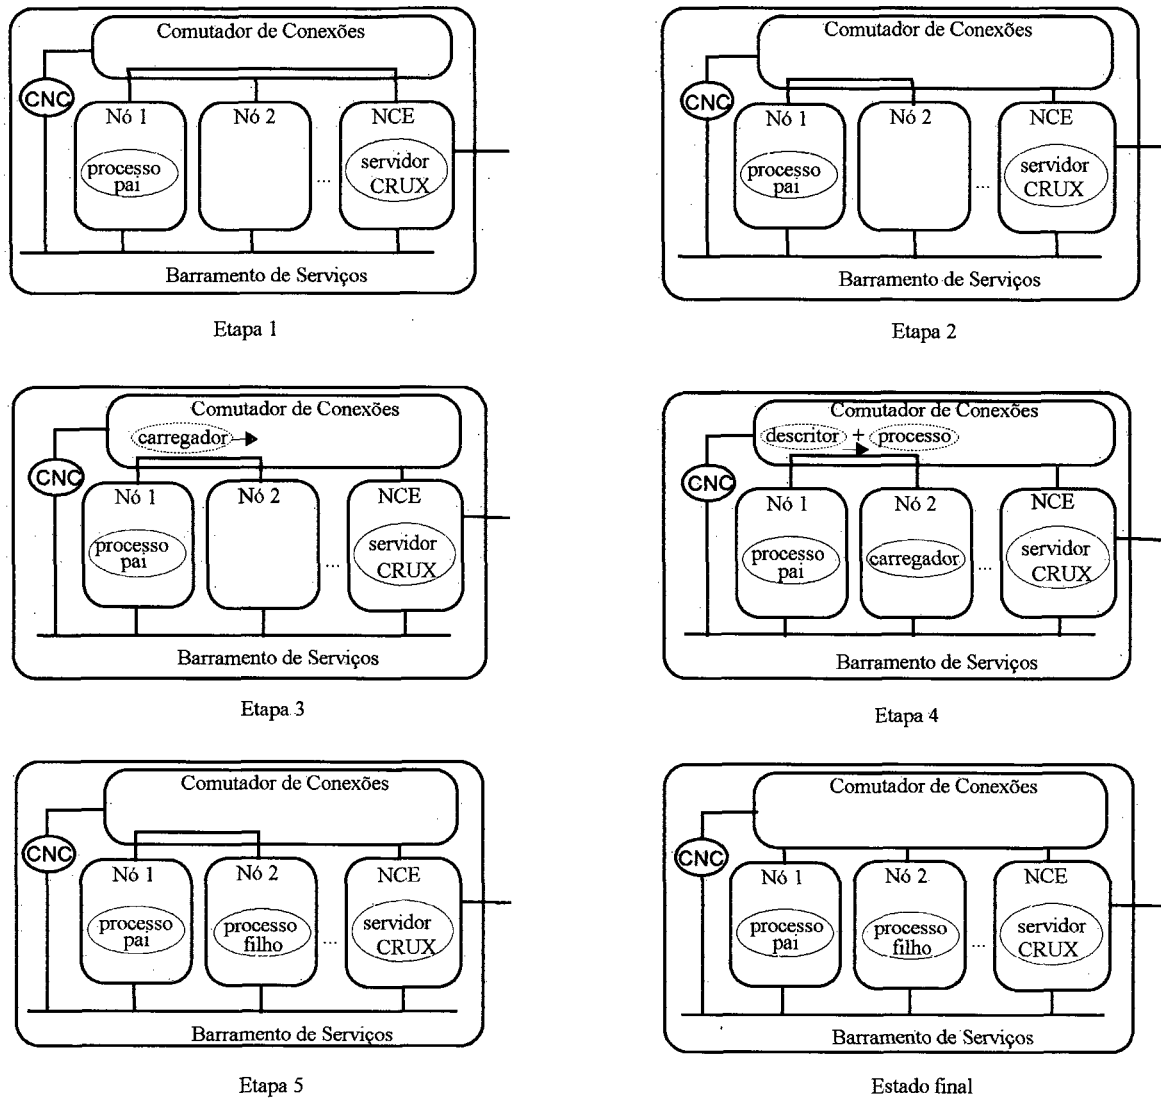 Comutador de Conexões
CNC
Nó 1
Nó 2
NCE
processo
pai
...
servidor
CRUX
Barramento de Serviços
Etapa 1
Comutador de Conexões
CNC
Nó 1
Nó 2
NCE
processo
pai
...
servidor
CRUX
Barramento de Serviços
Etapa 2
Comutador de Conexões
carregador
CNC
Nó 1
Nó 2
NCE
processo
pai
...
servidor
CRUX
Barramento de Serviços
Etapa 3
Comutador de Conexões
descritor + processo
CNC
Nó 1
Nó 2
NCE
processo
pai
carregador
...
servidor
CRUX
Barramento de Serviços
Etapa 4
Comutador de Conexões
CNC
Nó 1
Nó 2
NCE
processo
pai
processo
filho
...
servidor
CRUX
Barramento de Serviços
Etapa 5
Comutador de Conexões
CNC
Nó 1
Nó 2
NCE
processo
pai
processo
filho
...
servidor
CRUX
Barramento de Serviços
Estado final